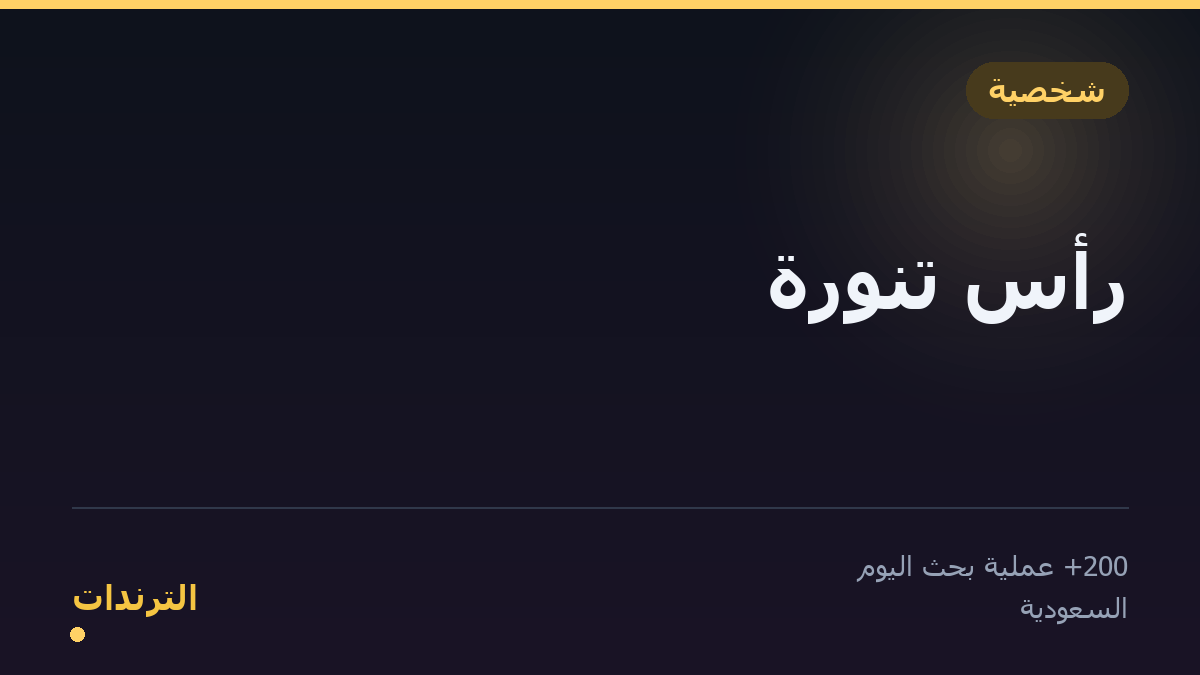 شخصية
رأس تنورة
200+ عملية بحث اليوم
السعودية
الترندات